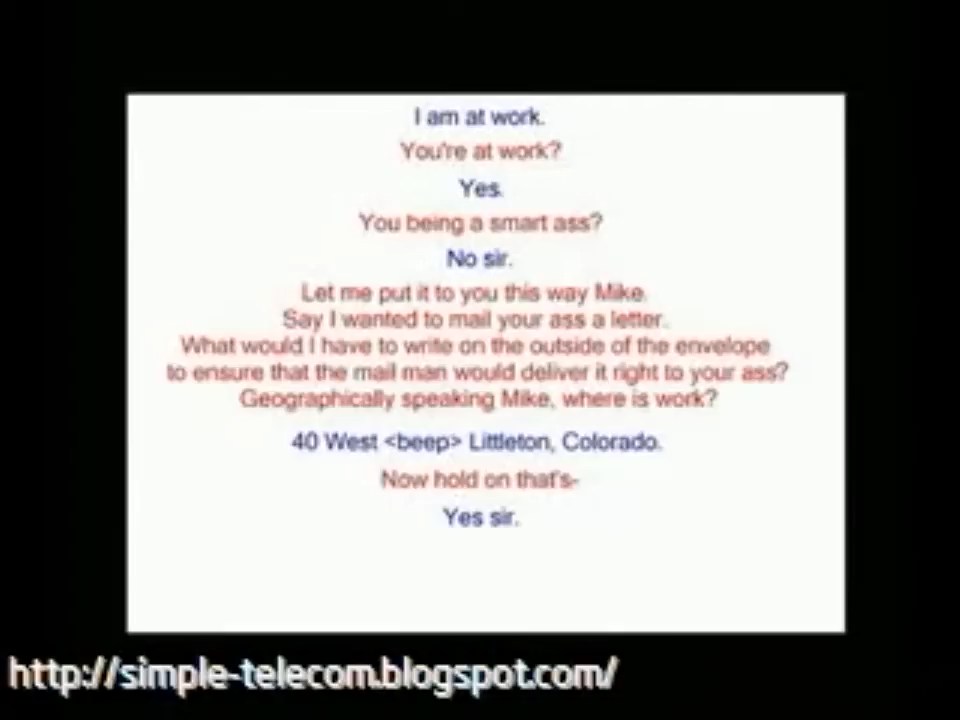 I am at work.
You're at work?
Yes.
You being a smart ass?
No sir.
Let me put it to you this way Mike.
Say I wanted to mail your ass a letter.
What would I have to write on the outside of the envelope
to ensure that the mail man would deliver it right to your ass?
Geographically speaking Mike, where is work?
40 West <beep> Littleton, Colorado.
Now hold on that's-
Yes sir.
http://simple-telecom.blogspot.com/